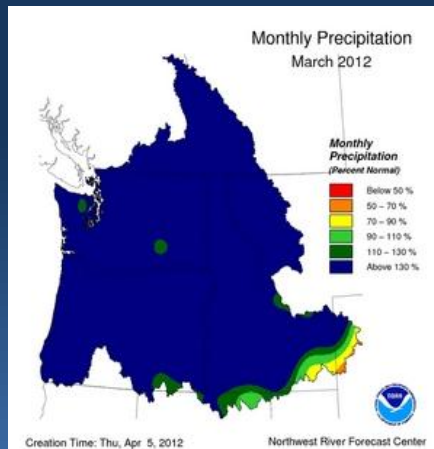 Monthly Precipitation
March 2012
Monthly
Precipitation
(Percent Normal)
Below 50 %
50 – 70 %
70 – 90 %
90 – 110 %
110 – 130 %
Above 130 %
NOAA
Creation Time: Thu, Apr 5, 2012
Northwest River Forecast Center